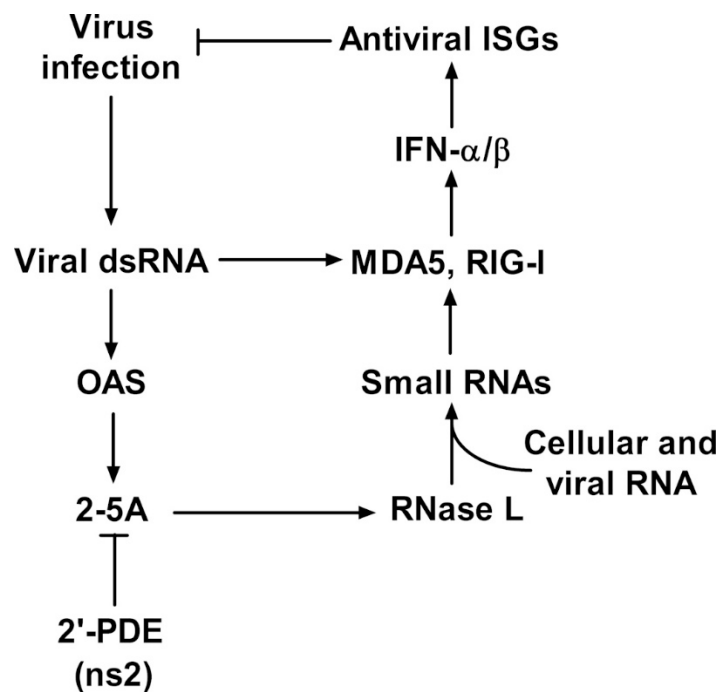 Virus
infection
Antiviral ISGs
IFN-α/β
Viral dsRNA
MDA5, RIG-I
OAS
Small RNAs
Cellular and
viral RNA
2-5A
RNase L
2'-PDE
(ns2)